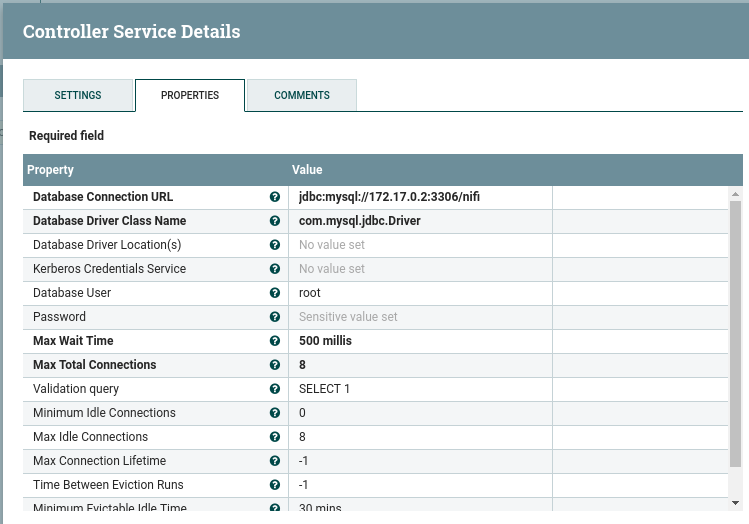 Controller Service Details
SETTINGS PROPERTIES COMMENTS
Required field
Property Value
Database Connection URL jdbc:mysql://172.17.0.2:3306/nifi
Database Driver Class Name com.mysql.jdbc.Driver
Database Driver Location(s) No value set
Kerberos Credentials Service No value set
Database User root
Password Sensitive value set
Max Wait Time 500 millis
Max Total Connections 8
Validation query SELECT 1
Minimum Idle Connections 0
Max Idle Connections 8
Max Connection Lifetime -1
Time Between Eviction Runs -1
Minimum Evictable Idle Time 30 mins